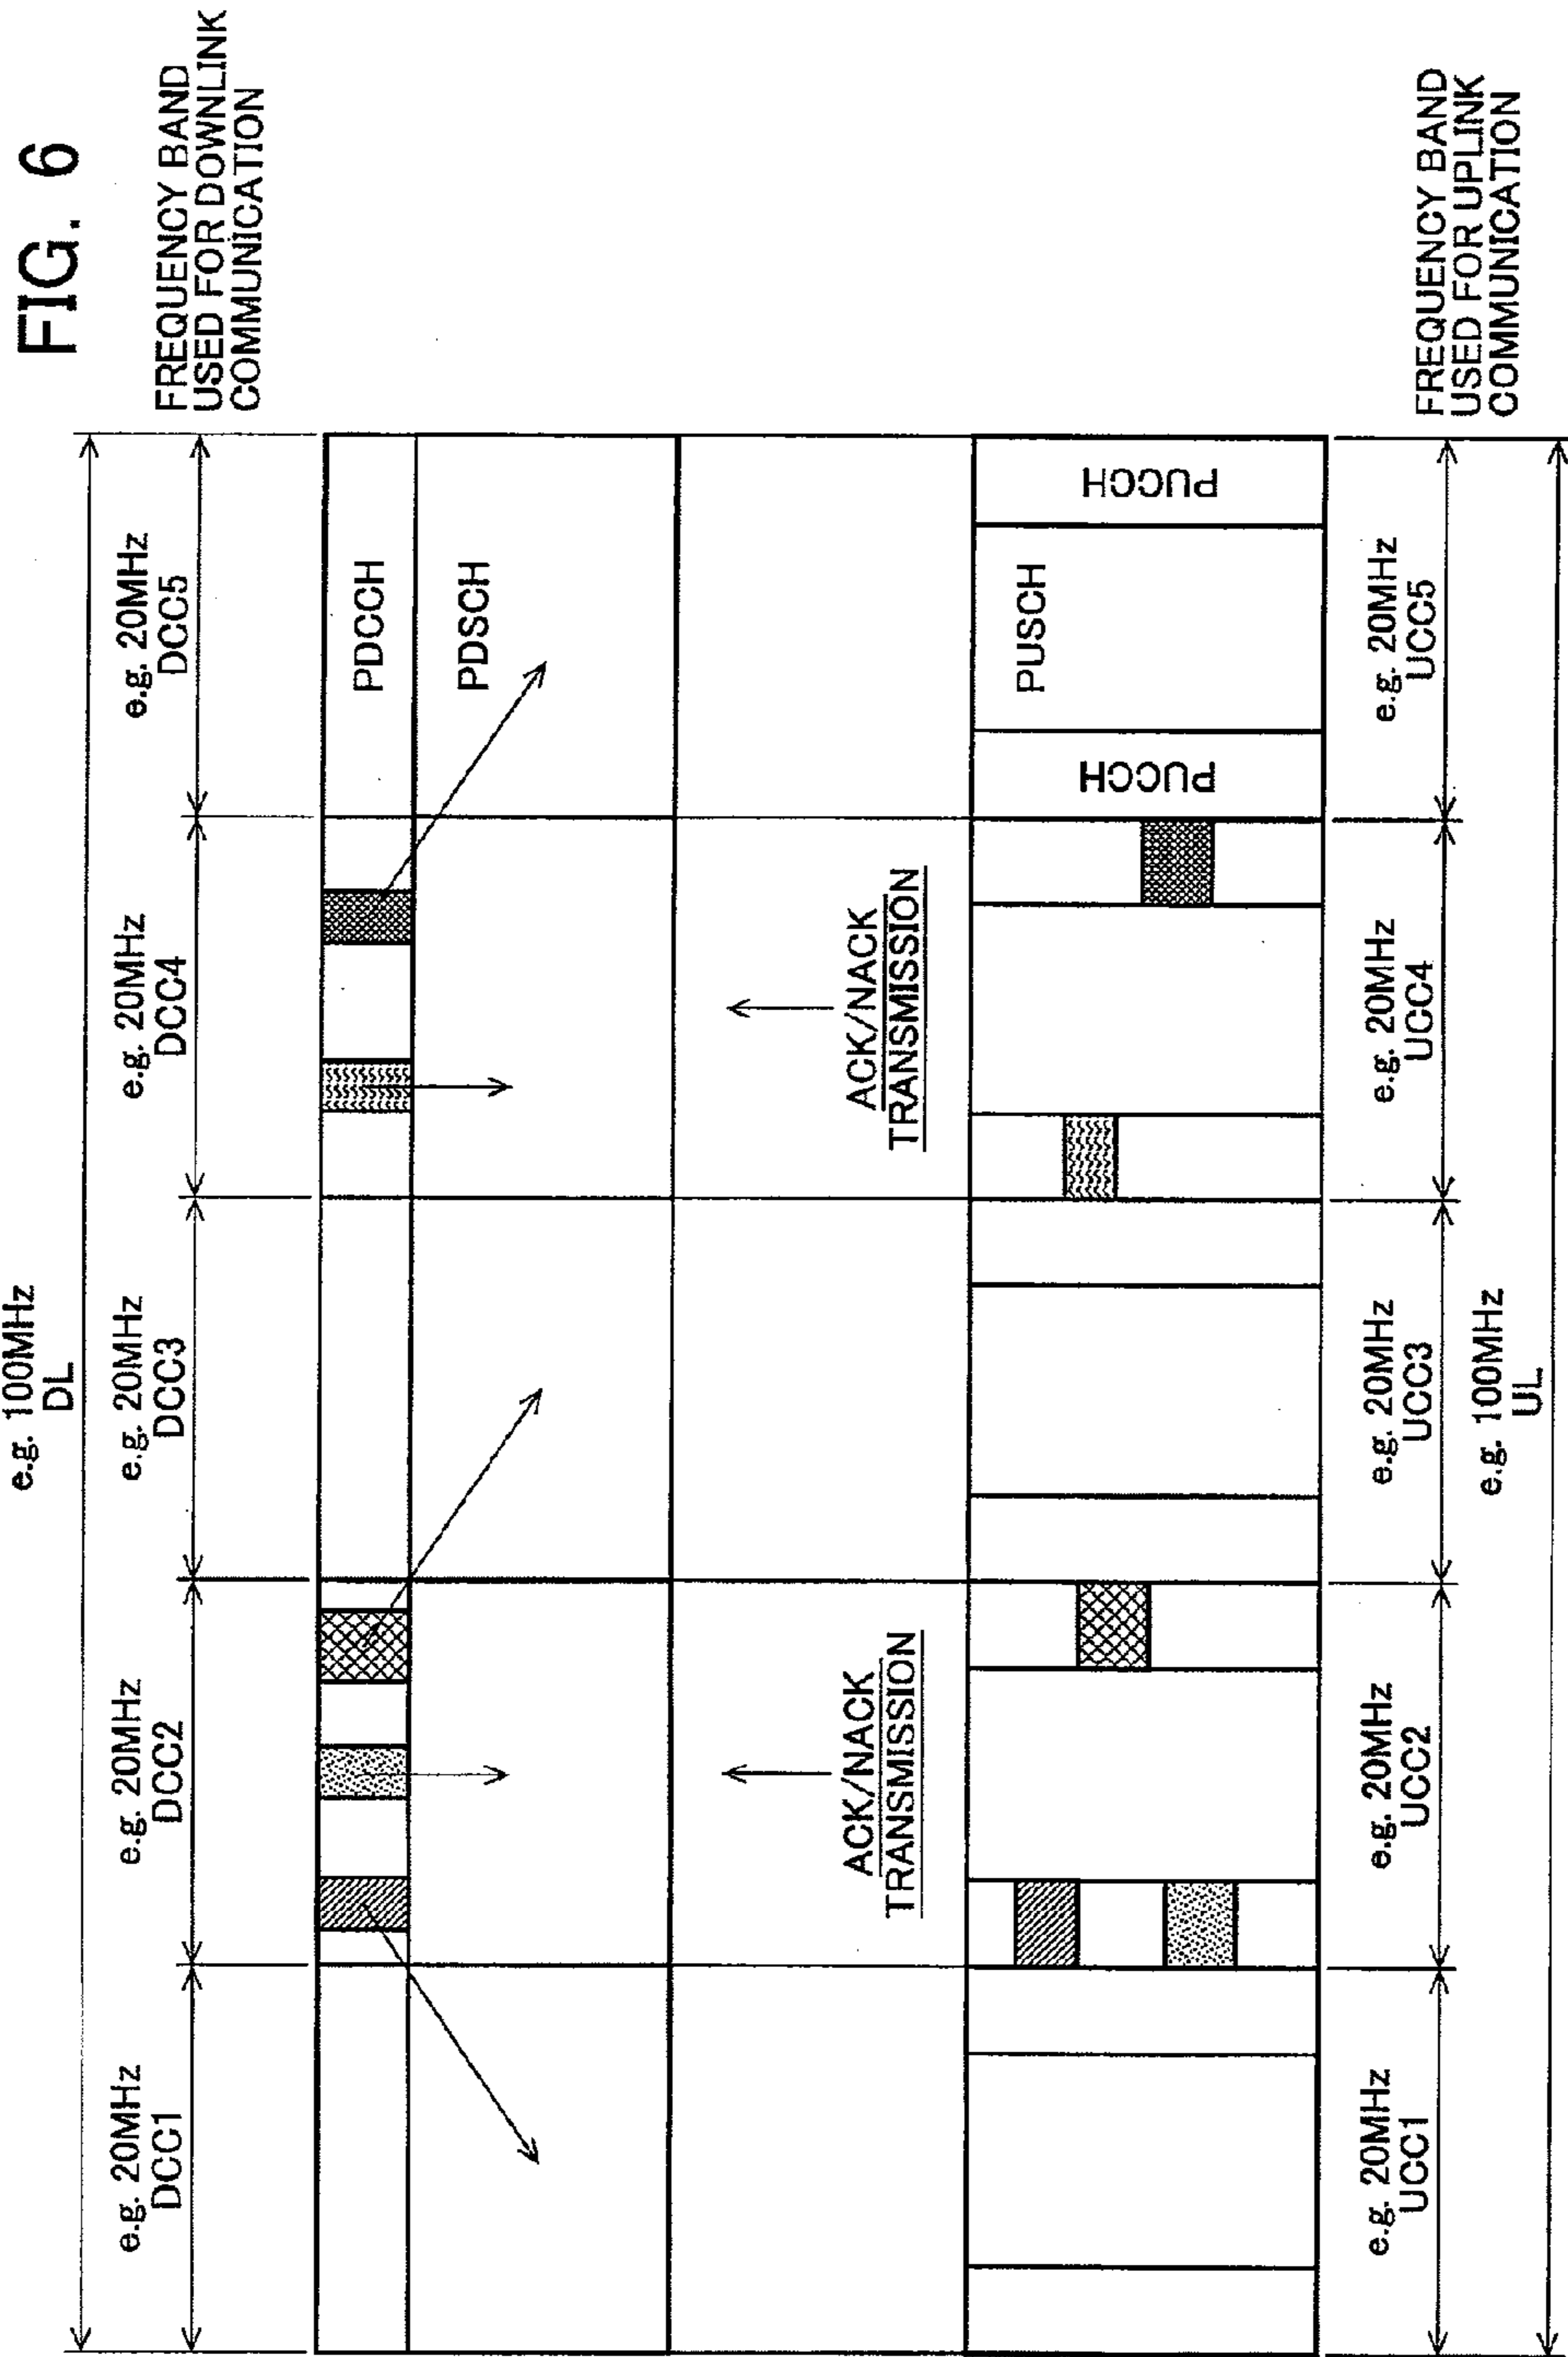 FIG. 6
e.g. 100MHz
DL
FREQUENCY BAND
USED FOR DOWNLINK
COMMUNICATION
e.g. 20MHz
DCC1
e.g. 20MHz
DCC2
e.g. 20MHz
DCC3
e.g. 20MHz
DCC4
e.g. 20MHz
DCC5
PDCCH
PDSCH
ACK/NACK
TRANSMISSION
ACK/NACK
TRANSMISSION
PUCCH
PUSCH
PUCCH
e.g. 20MHz
UCC1
e.g. 20MHz
UCC2
e.g. 20MHz
UCC3
e.g. 20MHz
UCC4
e.g. 20MHz
UCC5
FREQUENCY BAND
USED FOR UPLINK
COMMUNICATION
e.g. 100MHz
UL